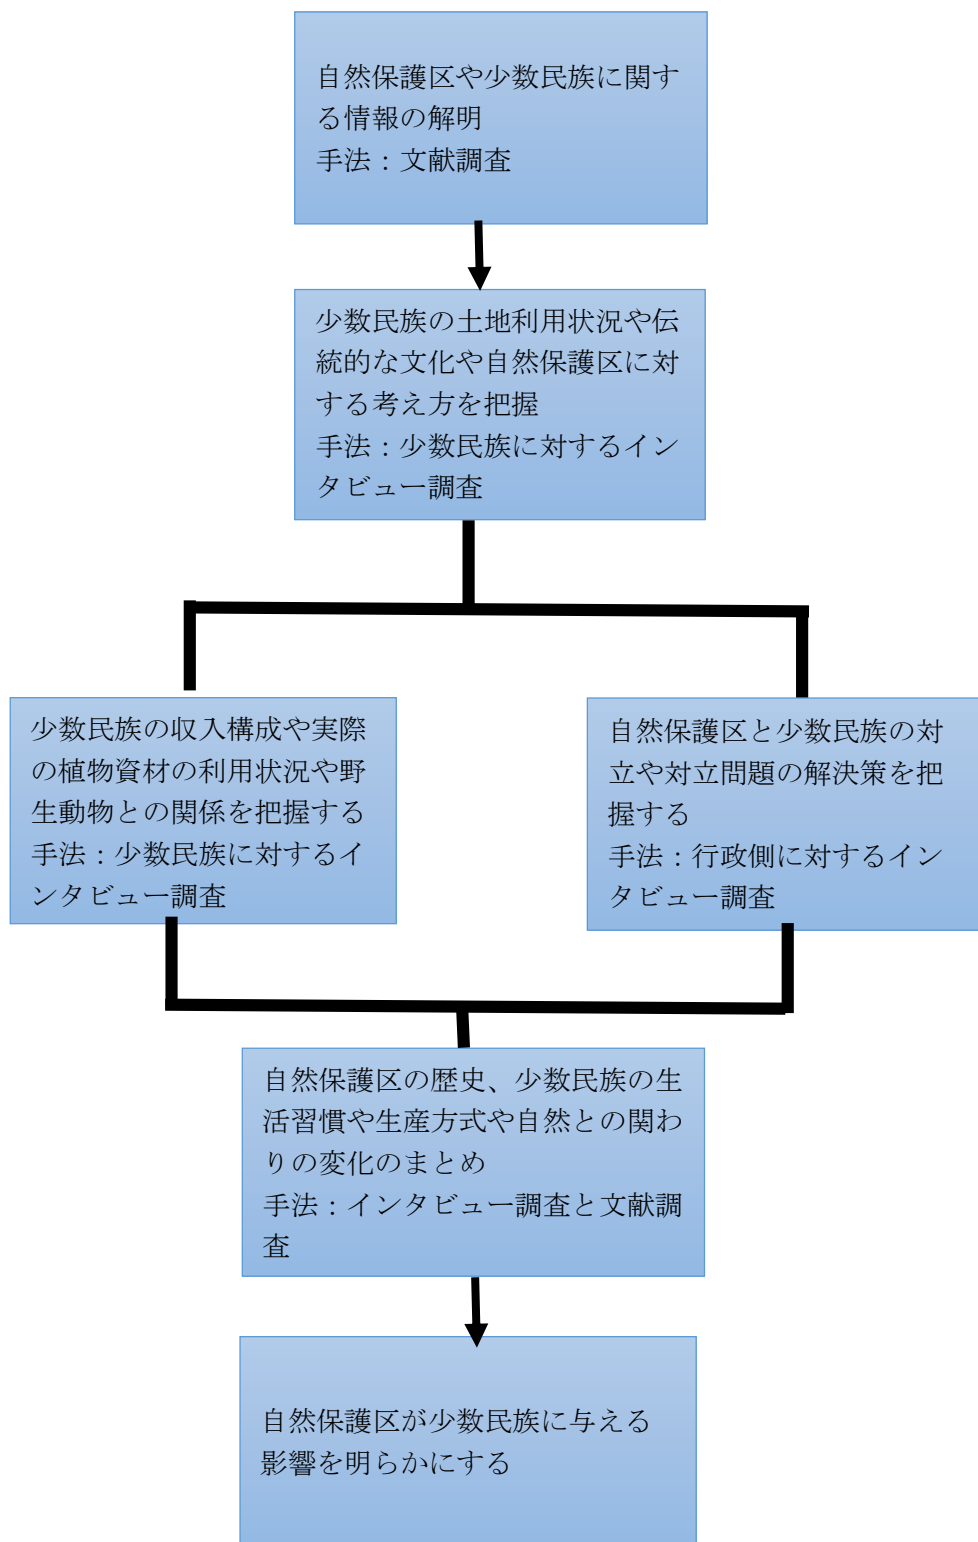 自然保護区や少数民族に関す
る情報の解明
手法：文献調査
少数民族の土地利用状況や伝
統的な文化や自然保護区に対
する考え方を把握
手法：少数民族に対するイン
タビュー調査
少数民族の収入構成や実際
の植物資材の利用状況や野
生動物との関係を把握する
手法：少数民族に対するイ
ンタビュー調査
自然保護区と少数民族の対
立や対立問題の解決策を把
握する
手法：行政側に対するイン
タビュー調査
自然保護区の歴史、少数民族の生
活習慣や生産方式や自然との関わ
りの変化のまとめ
手法：インタビュー調査と文献調
査
自然保護区が少数民族に与える
影響を明らかにする